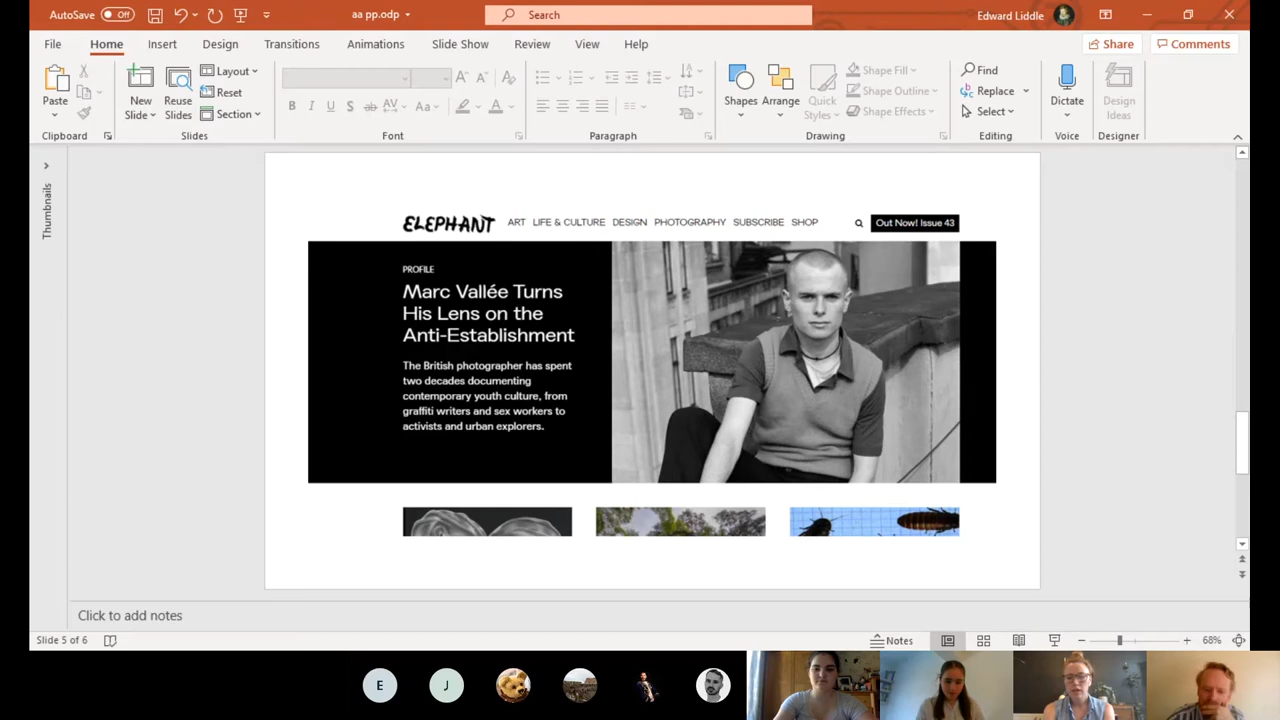 AutoSave Off
aa pp.odp
Search
Edward Liddle
File Home Insert Design Transitions Animations Slide Show Review View Help
Share Comments
Paste
New Slide
Reuse Slides
Layout
Reset
Section
B I U S ab AV Aa A
Shapes
Arrange
Quick Styles
Shape Fill
Shape Outline
Shape Effects
Find
Replace
Select
Dictate
Design Ideas
Clipboard Slides Font Paragraph Drawing Editing Voice Designer
Thumbnails
ELEPHANT ART LIFE & CULTURE DESIGN PHOTOGRAPHY SUBSCRIBE SHOP Out Now! Issue 43
PROFILE
Marc Vallée Turns
His Lens on the
Anti-Establishment
The British photographer has spent
two decades documenting
contemporary youth culture, from
graffiti writers and sex workers to
activists and urban explorers.
Click to add notes
Slide 5 of 6
Notes
68%
E J